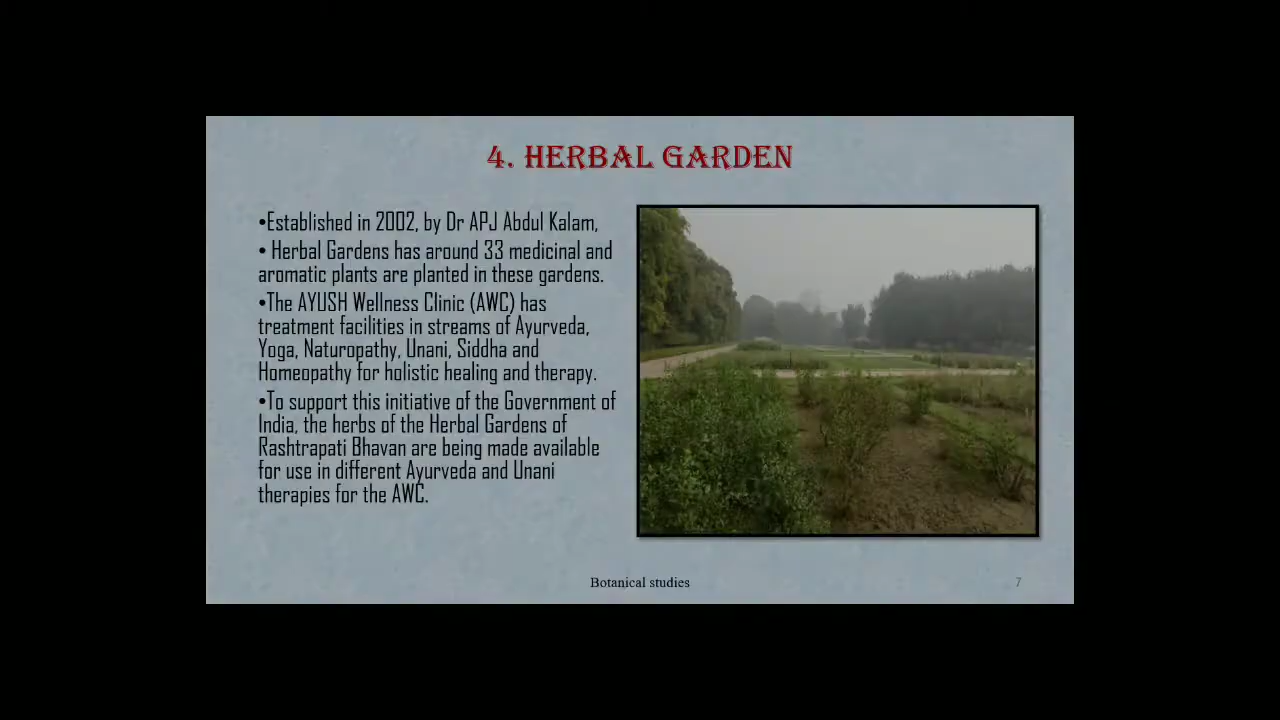 4. HERBAL GARDEN
•Established in 2002, by Dr APJ Abdul Kalam,
• Herbal Gardens has around 33 medicinal and
aromatic plants are planted in these gardens.
•The AYUSH Wellness Clinic (AWC) has
treatment facilities in streams of Ayurveda,
Yoga, Naturopathy, Unani, Siddha and
Homeopathy for holistic healing and therapy.
•To support this initiative of the Government of
India, the herbs of the Herbal Gardens of
Rashtrapati Bhavan are being made available
for use in different Ayurveda and Unani
therapies for the AWC.
Botanical studies
7